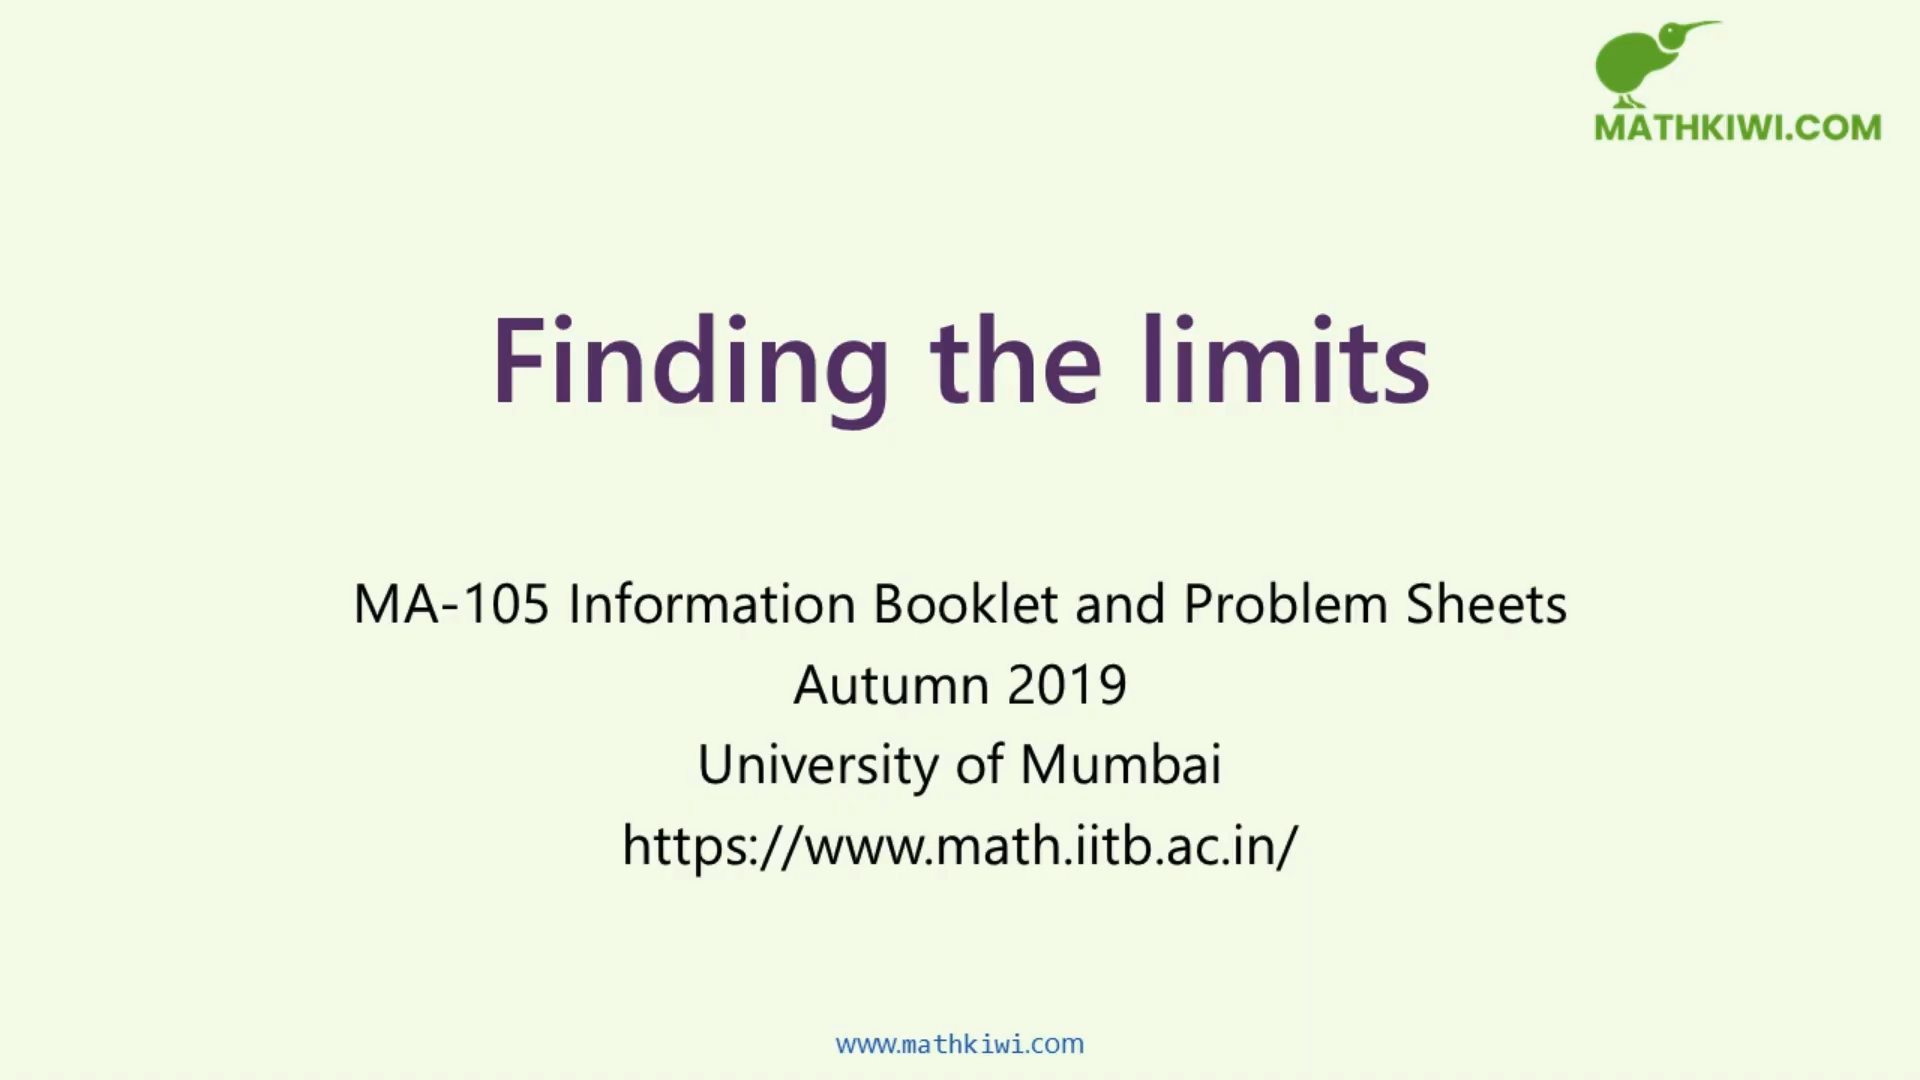 MATHKIWI.COM
Finding the limits
MA-105 Information Booklet and Problem Sheets
Autumn 2019
University of Mumbai
https://www.math.iitb.ac.in/
www.mathkiwi.com